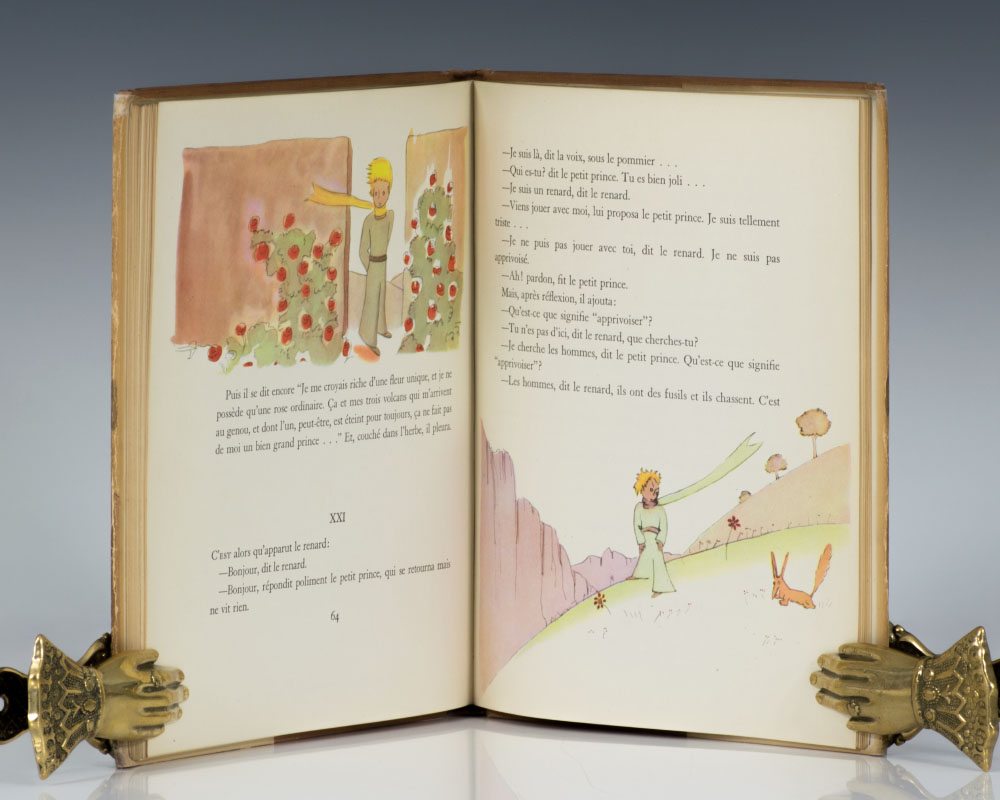 Puis il se dit encore “Je me croyais riche d'une fleur unique, et je ne
possède qu'une rose ordinaire. Ça et mes trois volcans qui m'arrivent
au genou, et dont l'un, peut-être, est éteint pour toujours, ça ne fait pas
de moi un bien grand prince . . .” Et, couché dans l'herbe, il pleura.
XXI
C'EST alors qu'apparut le renard:
—Bonjour, dit le renard.
—Bonjour, répondit poliment le petit prince, qui se retourna mais
ne vit rien.
64
—Je suis là, dit la voix, sous le pommier . . .
—Qui es-tu? dit le petit prince. Tu es bien joli . . .
—Je suis un renard, dit le renard.
—Viens jouer avec moi, lui proposa le petit prince. Je suis tellement
triste . . .
—Je ne puis pas jouer avec toi, dit le renard. Je ne suis pas
apprivoisé.
—Ah! pardon, fit le petit prince.
Mais, après réflexion, il ajouta:
—Qu'est-ce que signifie “apprivoiser”?
—Tu n'es pas d'ici, dit le renard, que cherches-tu?
—Je cherche les hommes, dit le petit prince. Qu'est-ce que signifie
“apprivoiser”?
—Les hommes, dit le renard, ils ont des fusils et ils chassent. C'est